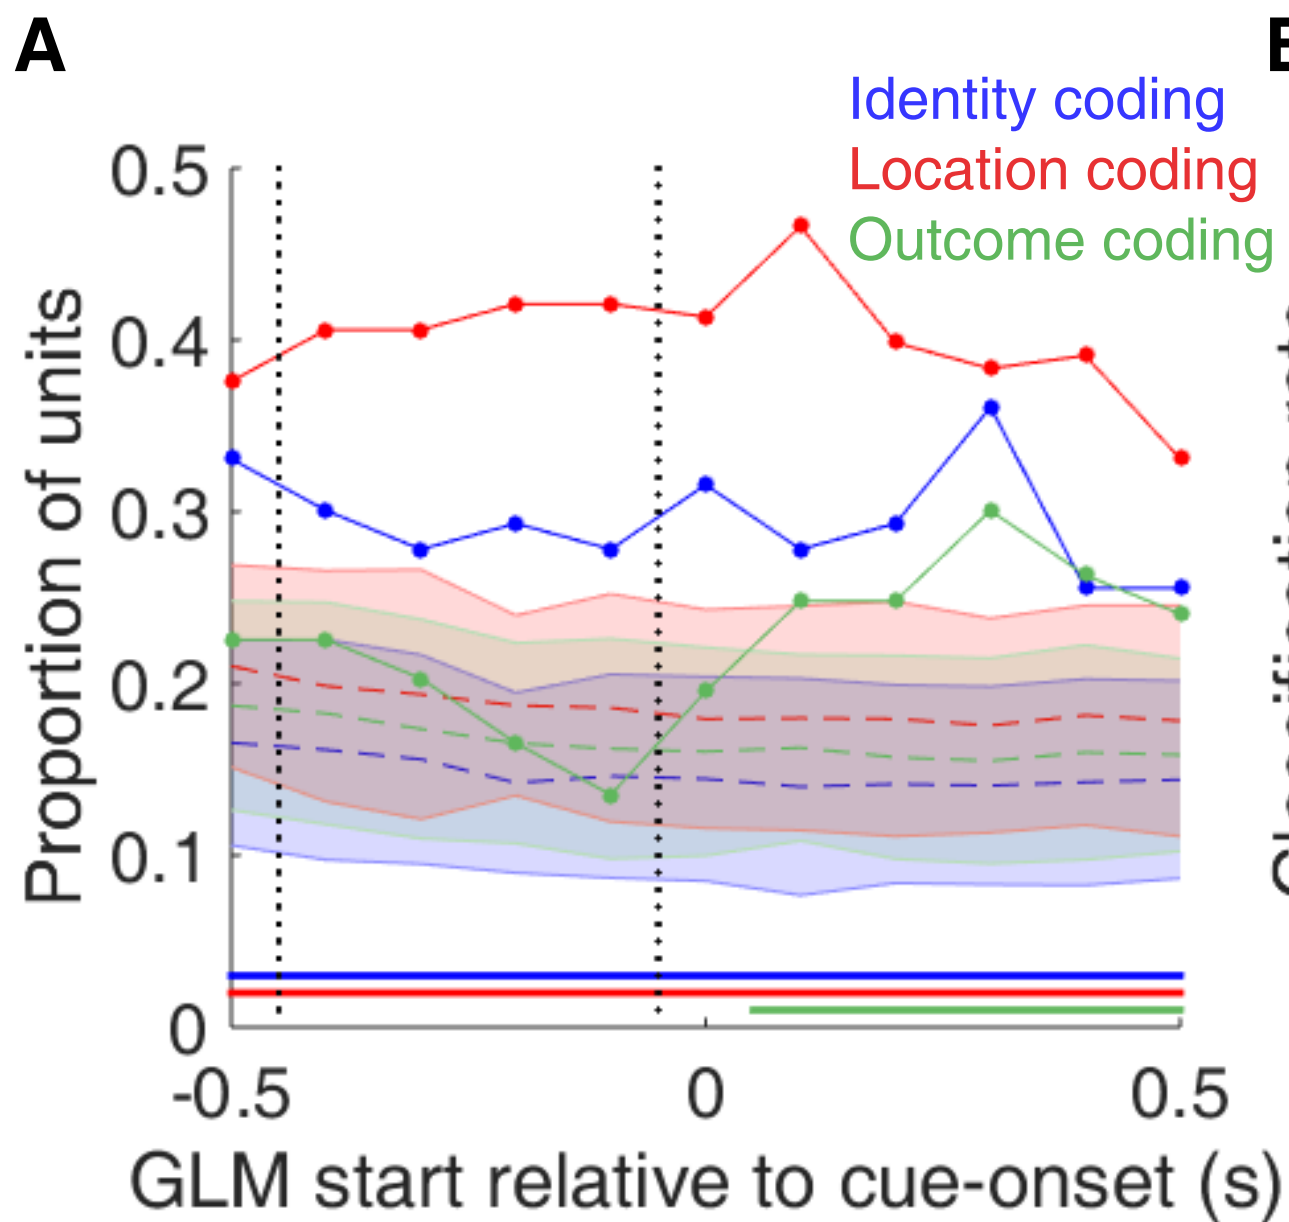 A
Identity coding
Location coding
Outcome coding
0.5
0.4
0.3
0.2
0.1
0
Proportion of units
-0.5 0 0.5
GLM start relative to cue-onset (s)